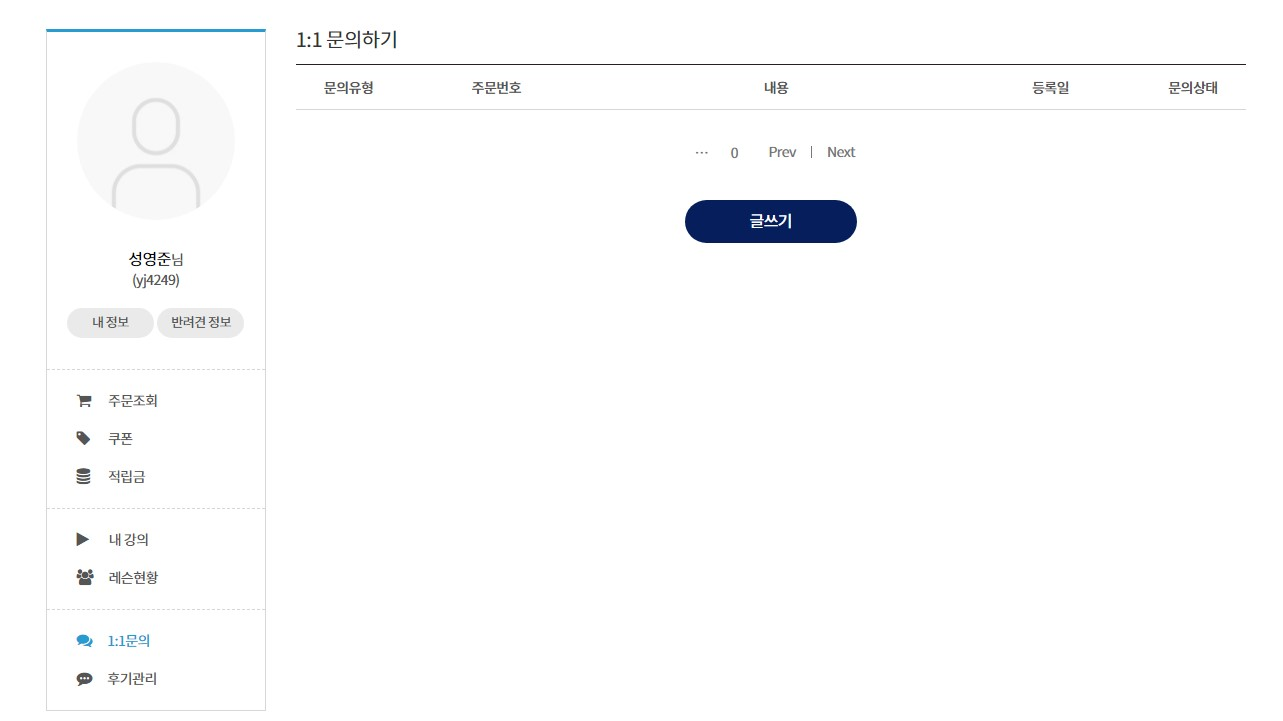 성영준님
(yj4249)
내 정보 반려견 정보
주문조회
쿠폰
적립금
내 강의
레슨현황
1:1문의
후기관리
1:1 문의하기
문의유형 주문번호 내용 등록일 문의상태
... 0 Prev | Next
글쓰기